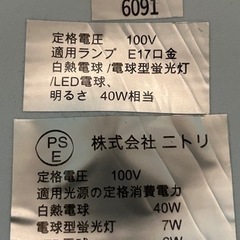 6091
定格電圧 100V
適用ランプ E17口金
白熱電球/電球型蛍光灯
/LED電球、
明るさ 40W相当
PS
E
株式会社 ニトリ
定格電圧 100V
適用光源の定格消費電力
白熱電球 40W
電球型蛍光灯 7W